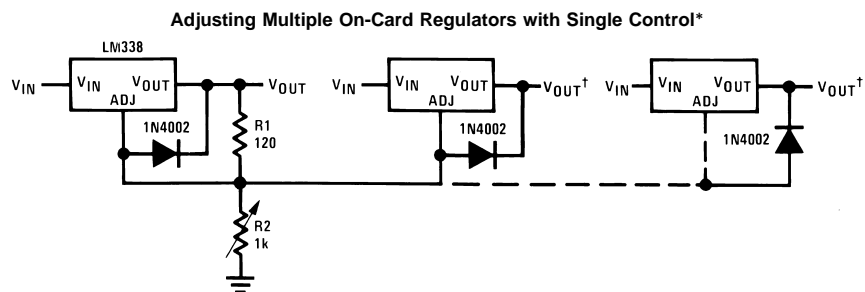 Adjusting Multiple On-Card Regulators with Single Control*
LM338
VIN VIN VOUT VOUT
ADJ
1N4002
R1
120
R2
1k
VIN VIN VOUT VOUT†
ADJ
1N4002
VIN VIN VOUT VOUT†
ADJ
1N4002